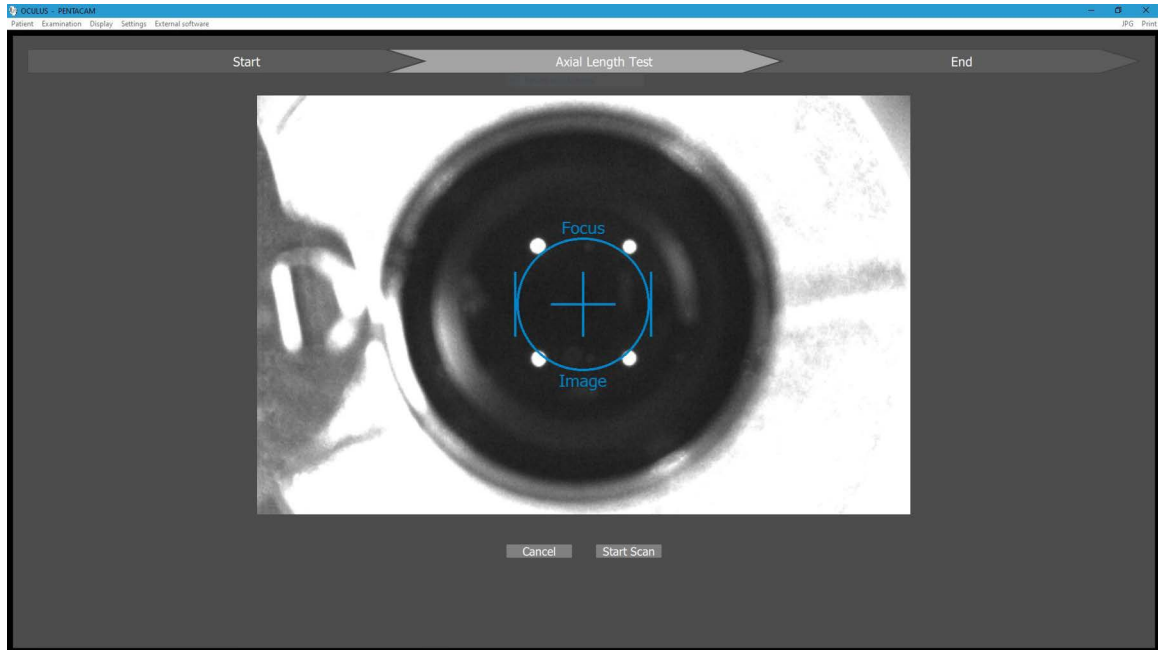 OCULUS - PENTACAM
Patient Examination Display Settings External software JPG Print
Start Axial Length Test End
Focus
Image
Cancel Start Scan